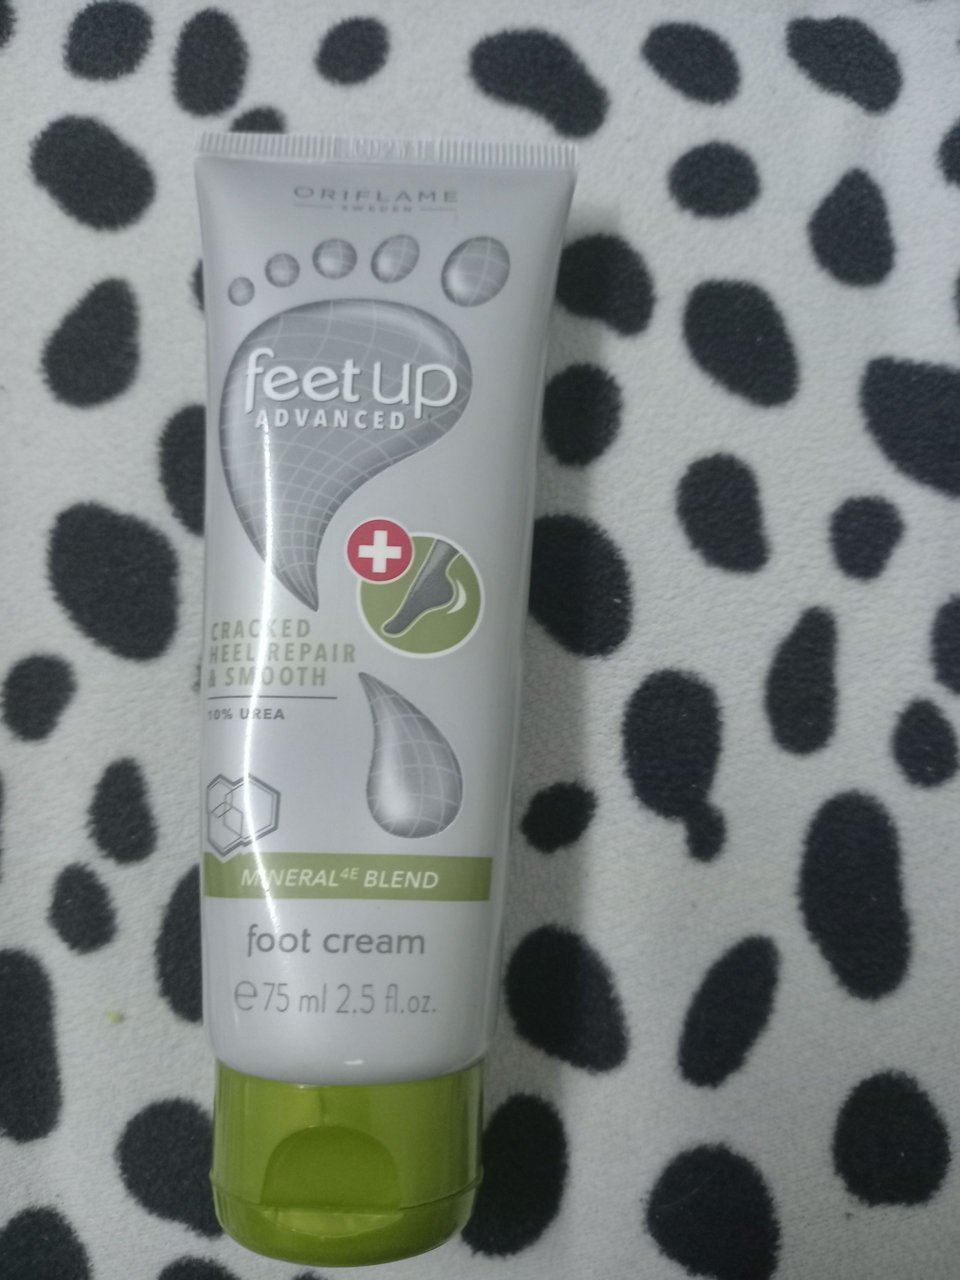 ORIFLAME
SWEDEN
feet up
ADVANCED
CRACKED
HEEL REPAIR
& SMOOTH
10% UREA
MINERAL4E BLEND
foot cream
e 75 ml 2.5 fl.oz.